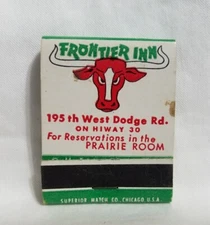 FRONTIER INN
195th West Dodge Rd.
ON HIWAY 30
For Reservations in the
PRAIRIE ROOM
SUPERIOR MATCH CO. CHICAGO U.S.A.